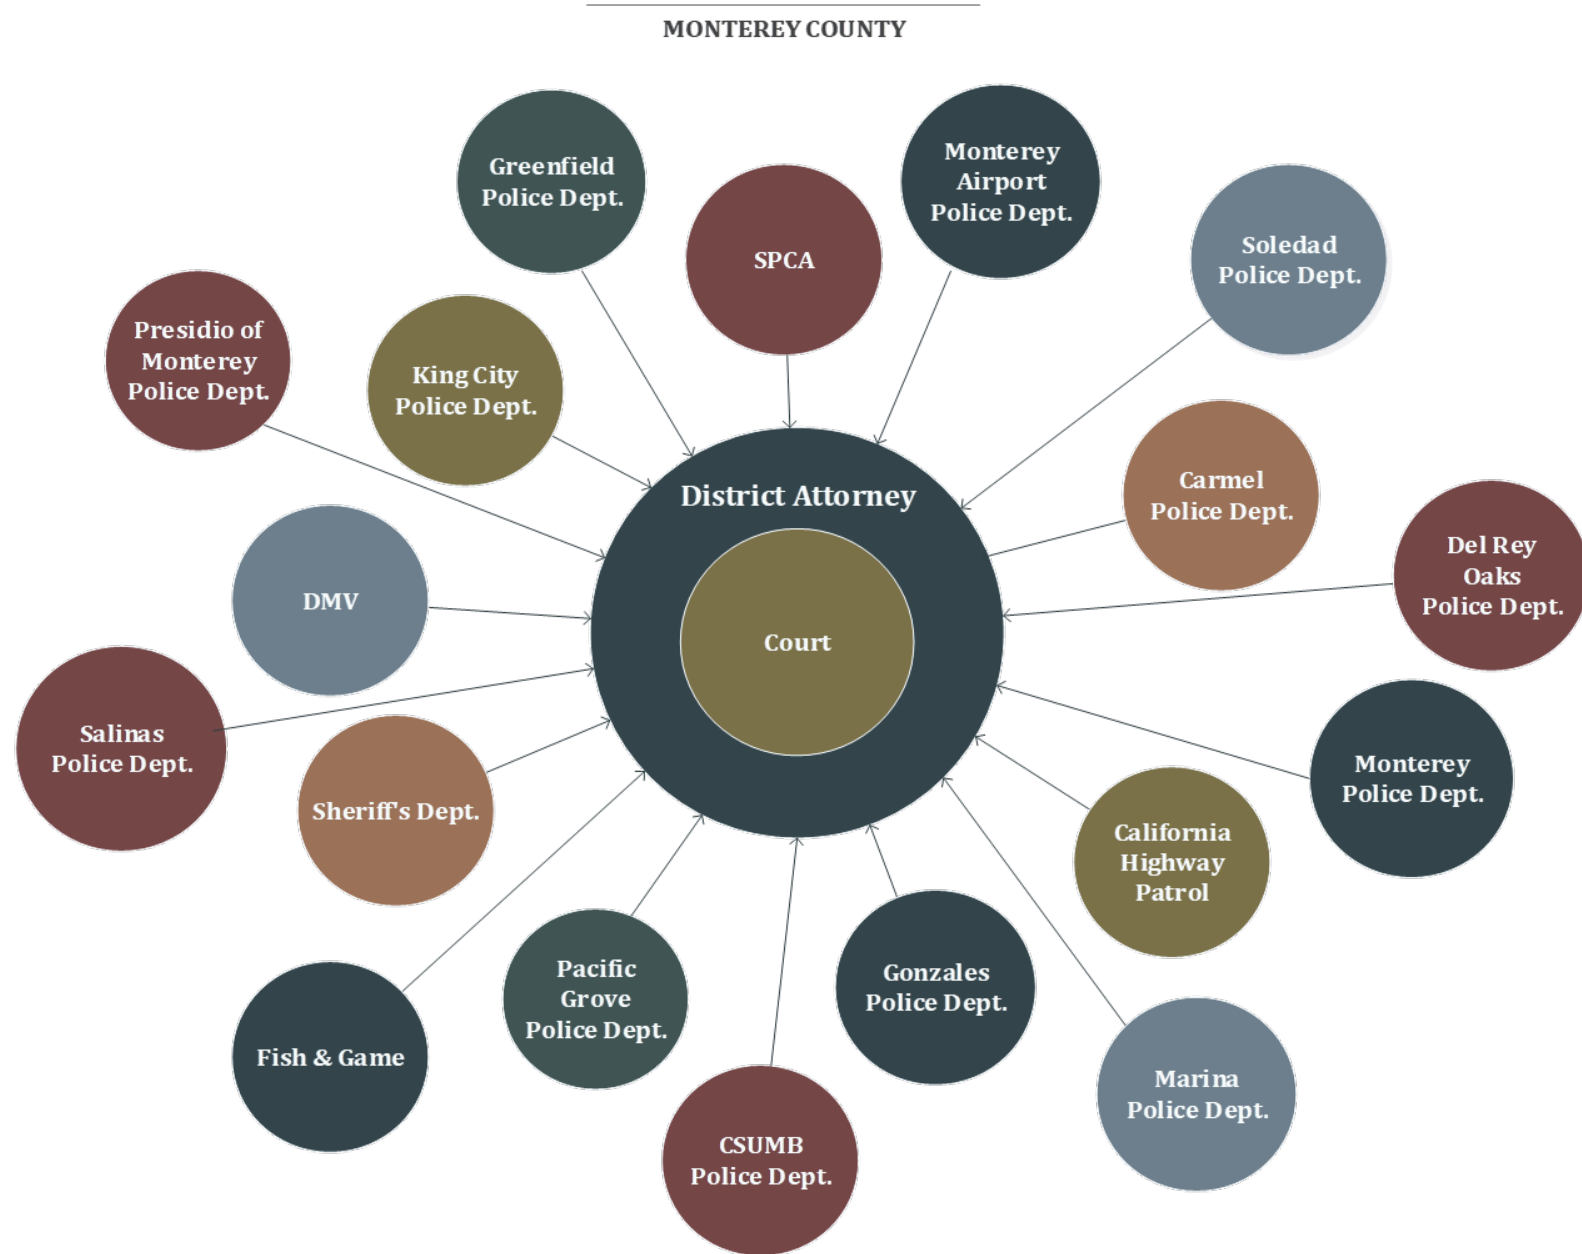 MONTEREY COUNTY
Greenfield
Police Dept.
SPCA
Monterey
Airport
Police Dept.
Soledad
Police Dept.
Presidio of
Monterey
Police Dept.
King City
Police Dept.
District Attorney
Carmel
Police Dept.
Del Rey
Oaks
Police Dept.
DMV
Court
Salinas
Police Dept.
Sheriff's Dept.
Monterey
Police Dept.
California
Highway
Patrol
Fish & Game
Pacific
Grove
Police Dept.
Gonzales
Police Dept.
Marina
Police Dept.
CSUMB
Police Dept.